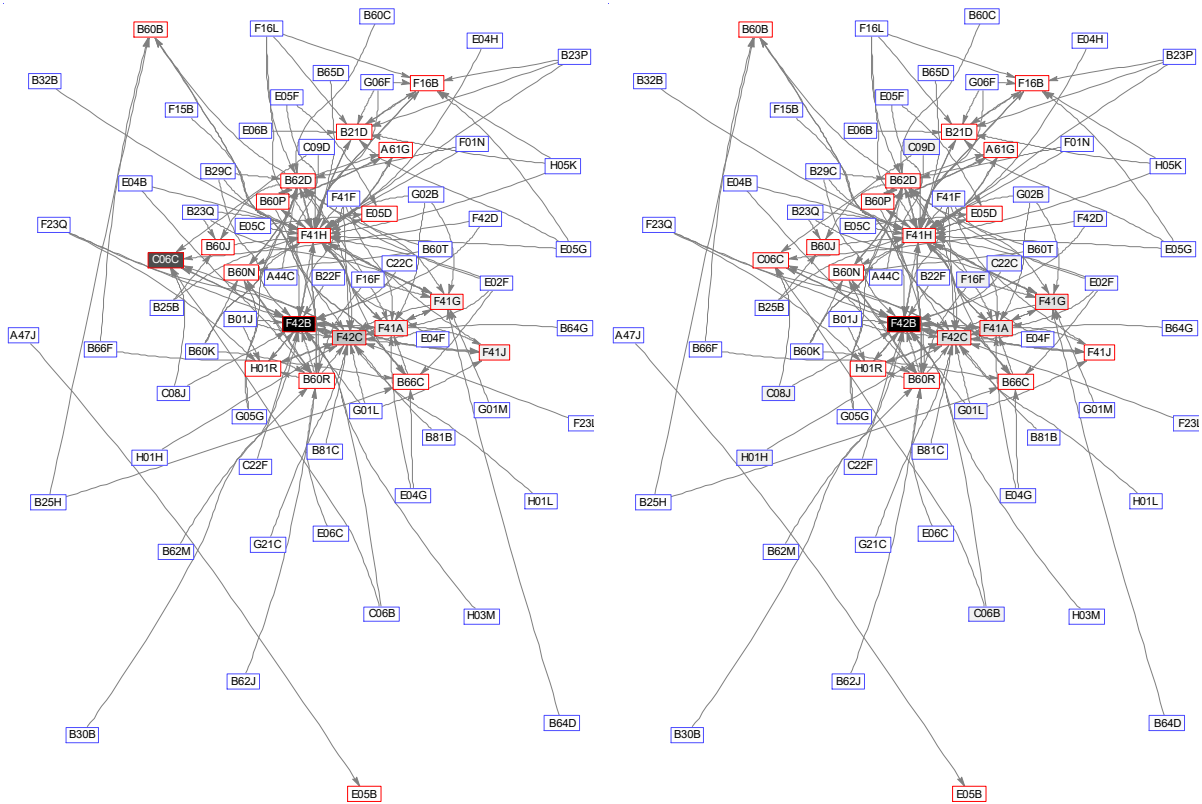 B60B
F16L
B60C
E04H
B23P
B32B
B65D
G06F
F16B
E05F
F15B
E06B
B21D
C09D
A61G
F01N
H05K
E04B
B29C
B62D
B60P
F41F
G02B
F23Q
B23Q
E05C
E05D
F42D
B60J
F41H
B60T
E05G
C06C
B60N
A44C
B22F
F16F
C22C
E02F
B25B
F41G
A47J
B01J
F42B
F41A
B64G
B66F
B60K
F42C
E04F
F41J
H01R
B60R
B66C
C08J
G05G
G01L
G01M
F23L
H01H
C22F
B81C
B81B
B25H
E04G
H01L
B62M
G21C
E06C
C06B
H03M
B62J
B30B
B64D
E05B
B60B
F16L
B60C
E04H
B23P
B32B
B65D
G06F
F16B
E05F
F15B
E06B
B21D
C09D
A61G
F01N
H05K
E04B
B29C
B62D
B60P
F41F
G02B
F23Q
B23Q
E05C
E05D
F42D
B60J
F41H
B60T
E05G
C06C
B60N
A44C
B22F
F16F
C22C
E02F
B25B
F41G
A47J
B01J
F42B
F41A
B64G
B66F
B60K
F42C
E04F
F41J
H01R
B60R
B66C
C08J
G05G
G01L
G01M
F23L
H01H
C22F
B81C
B81B
B25H
E04G
H01L
B62M
G21C
E06C
C06B
H03M
B62J
B30B
B64D
E05B